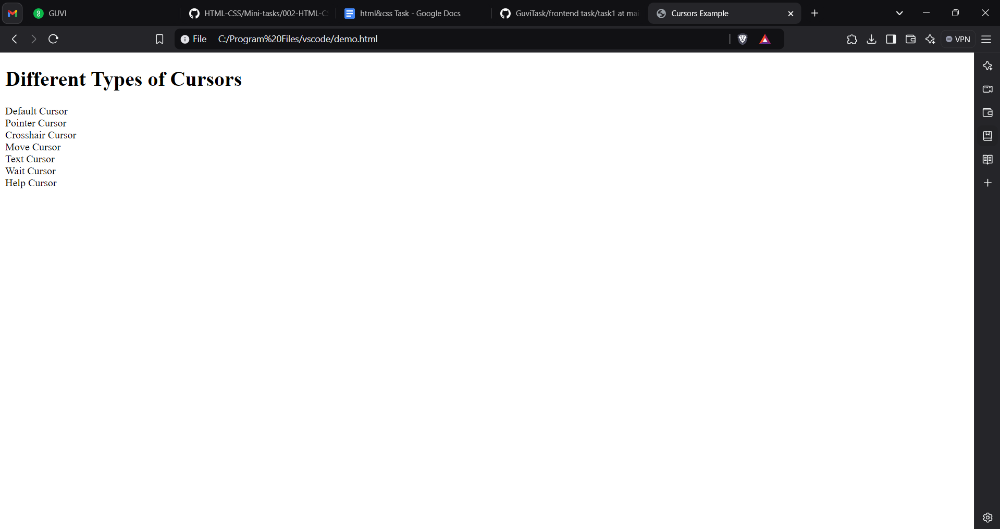 GUVI
HTML-CSS/Mini-tasks/002-HTML-C
html&css Task - Google Docs
GuviTask/frontend task/task1 at mai
Cursors Example
File C:/Program%20Files/vscode/demo.html
VPN
Different Types of Cursors
Default Cursor
Pointer Cursor
Crosshair Cursor
Move Cursor
Text Cursor
Wait Cursor
Help Cursor